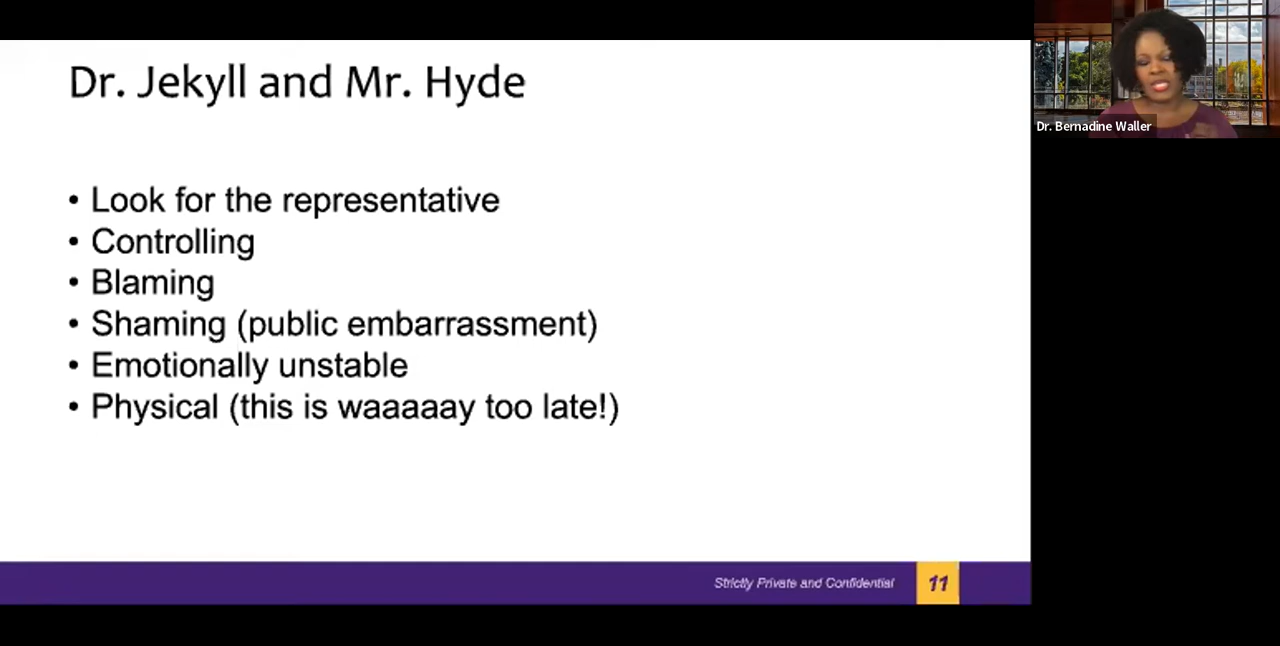 Dr. Jekyll and Mr. Hyde
• Look for the representative
• Controlling
• Blaming
• Shaming (public embarrassment)
• Emotionally unstable
• Physical (this is waaaaay too late!)
Strictly Private and Confidential
11
Dr. Bernadine Waller